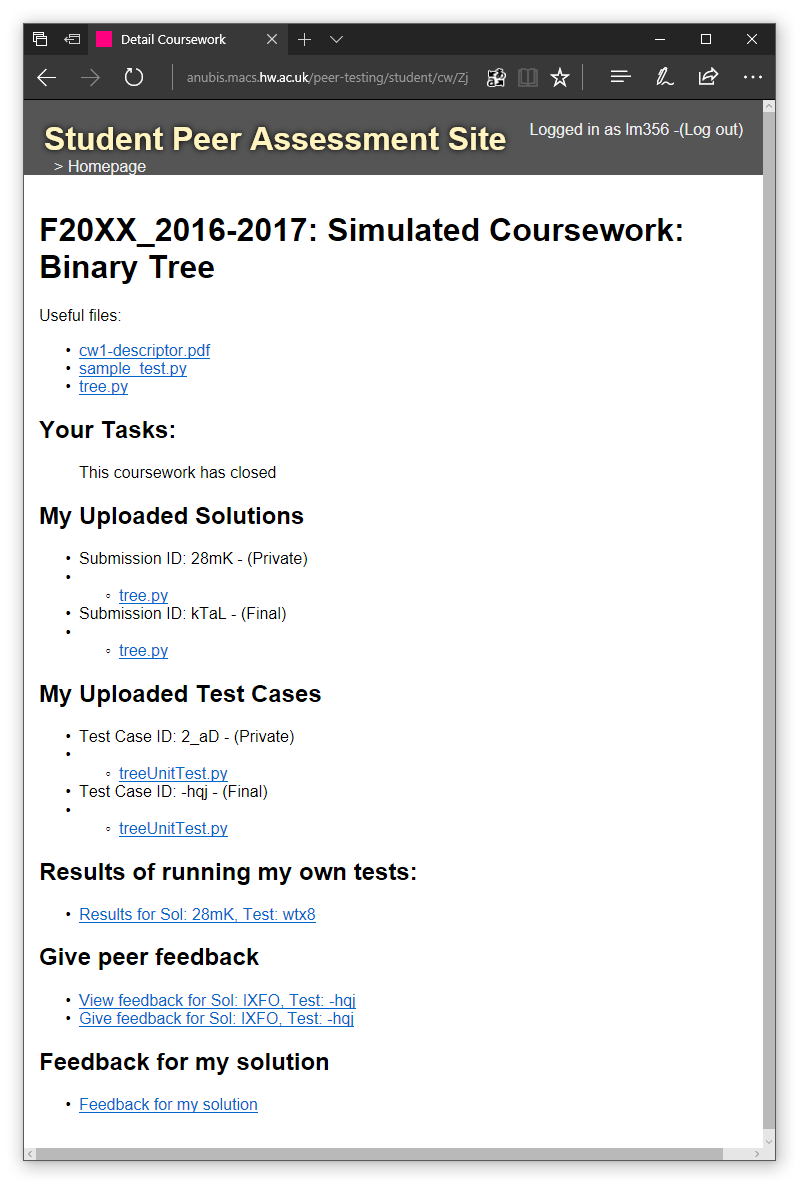 Detail Coursework
anubis.macs.hw.ac.uk/peer-testing/student/cw/Zj
Student Peer Assessment Site
Logged in as lm356 -(Log out)
> Homepage
F20XX_2016-2017: Simulated Coursework:
Binary Tree
Useful files:
• cw1-descriptor.pdf
• sample_test.py
• tree.py
Your Tasks:
This coursework has closed
My Uploaded Solutions
• Submission ID: 28mK - (Private)
•
◦ tree.py
• Submission ID: kTaL - (Final)
•
◦ tree.py
My Uploaded Test Cases
• Test Case ID: 2_aD - (Private)
•
◦ treeUnitTest.py
• Test Case ID: -hqj - (Final)
•
◦ treeUnitTest.py
Results of running my own tests:
• Results for Sol: 28mK, Test: wtx8
Give peer feedback
• View feedback for Sol: IXFO, Test: -hqj
• Give feedback for Sol: IXFO, Test: -hqj
Feedback for my solution
• Feedback for my solution